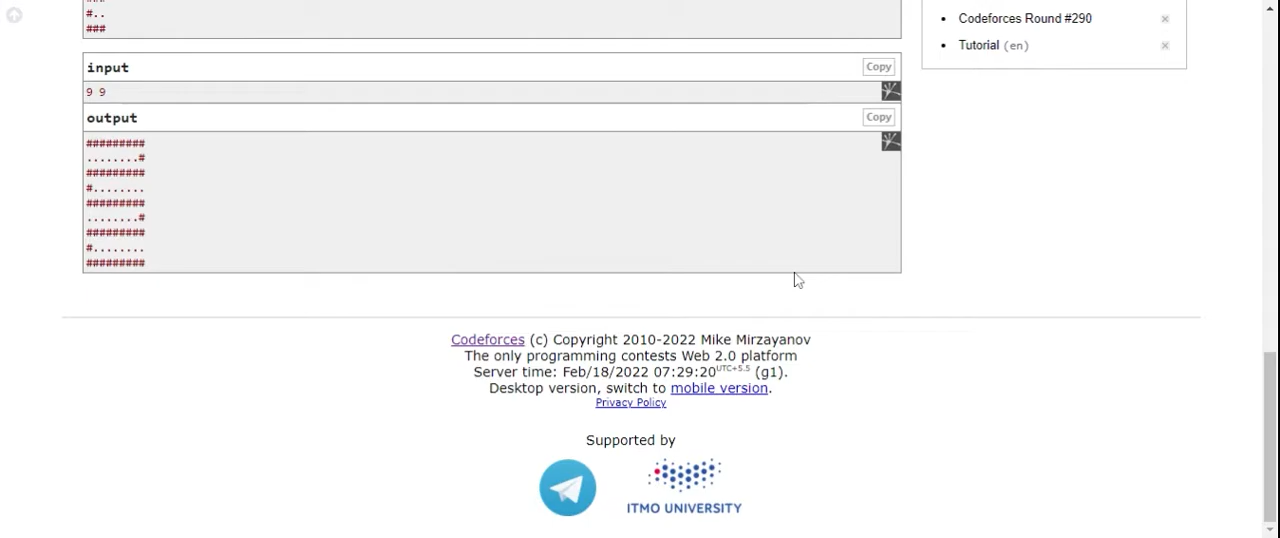 ###
#..
###
Codeforces Round #290 ×
Tutorial (en) ×
input Copy
9 9
output Copy
#########
........#
#########
#........
#########
........#
#########
#........
#########
Codeforces (c) Copyright 2010-2022 Mike Mirzayanov
The only programming contests Web 2.0 platform
Server time: Feb/18/2022 07:29:20UTC+5.5 (g1).
Desktop version, switch to mobile version.
Privacy Policy
Supported by
ITMO UNIVERSITY